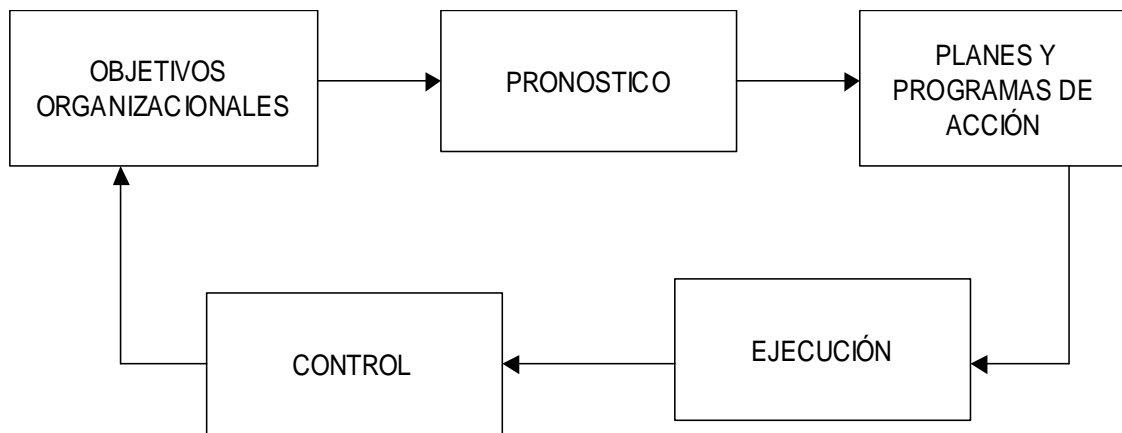 OBJETIVOS
ORGANIZACIONALES
PRONOSTICO
PLANES Y
PROGRAMAS DE
ACCIÓN
CONTROL
EJECUCIÓN